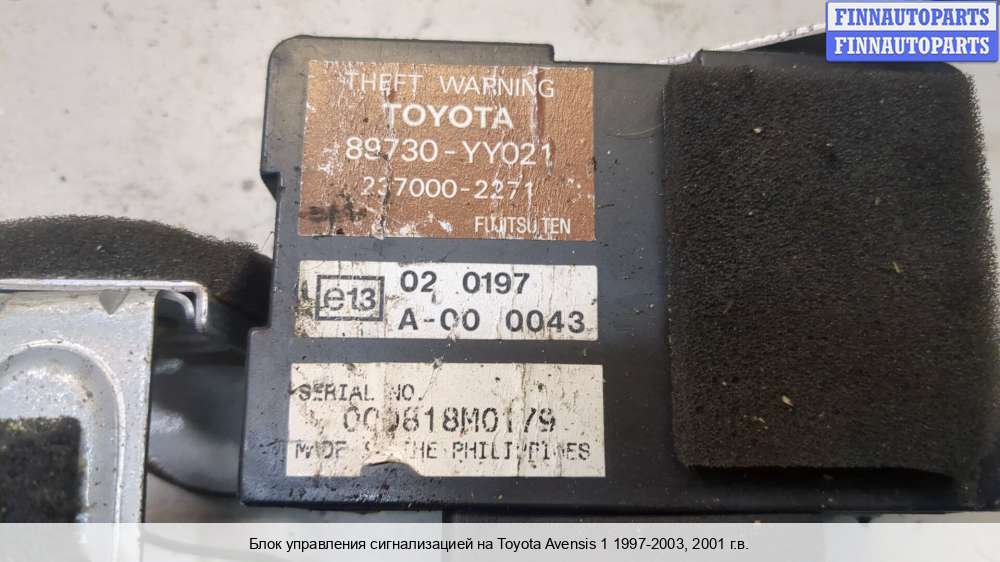 FINNAUTOPARTS
FINNAUTOPARTS
THEFT WARNING
TOYOTA
89730-YY021
237000-2271
FUJITSU TEN
e13
02 0197
A-00 0043
SERIAL NO.
000818M0179
MADE THE PHILIPPINES
Блок управления сигнализацией на Toyota Avensis 1 1997-2003, 2001 г.в.